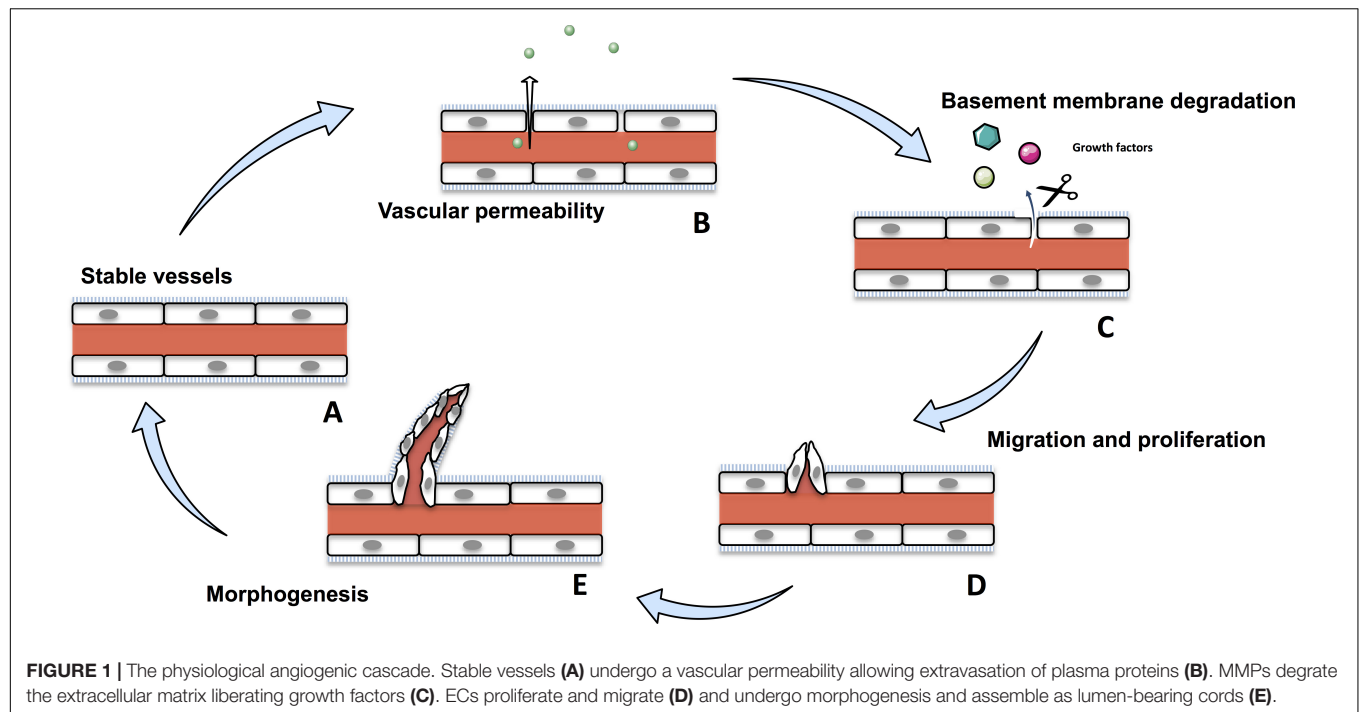 Basement membrane degradation
Growth factors
Vascular permeability
B
Stable vessels
C
A
Migration and proliferation
E
D
Morphogenesis
FIGURE 1 | The physiological angiogenic cascade. Stable vessels (A) undergo a vascular permeability allowing extravasation of plasma proteins (B). MMPs degrate
the extracellular matrix liberating growth factors (C). ECs proliferate and migrate (D) and undergo morphogenesis and assemble as lumen-bearing cords (E).